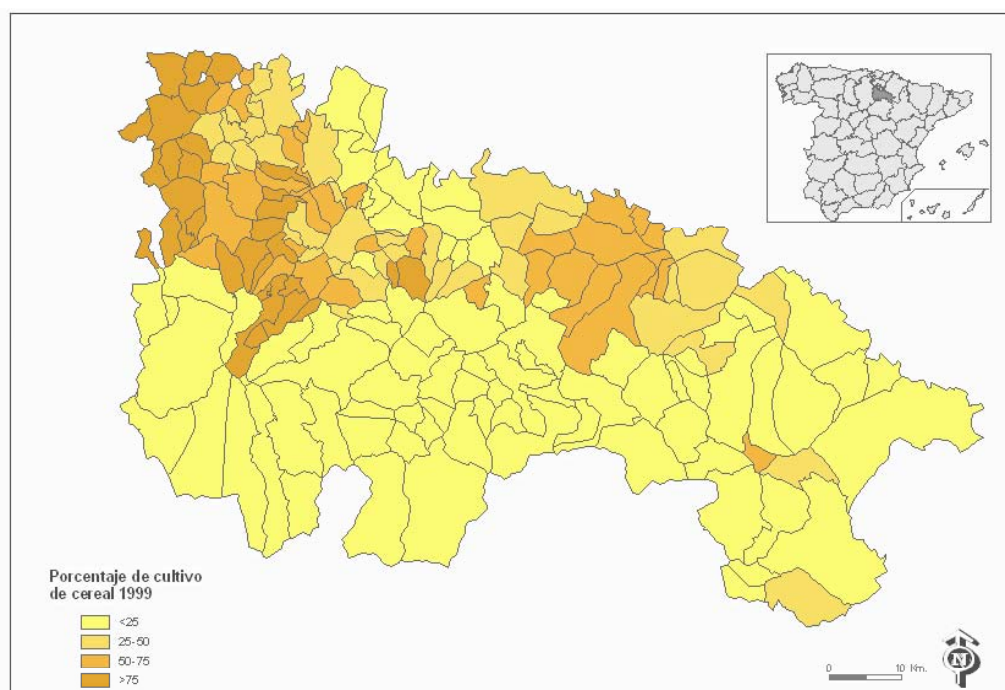 Porcentaje de cultivo
de cereal 1999
<25
25-50
50-75
>75
0 10 Km.
N